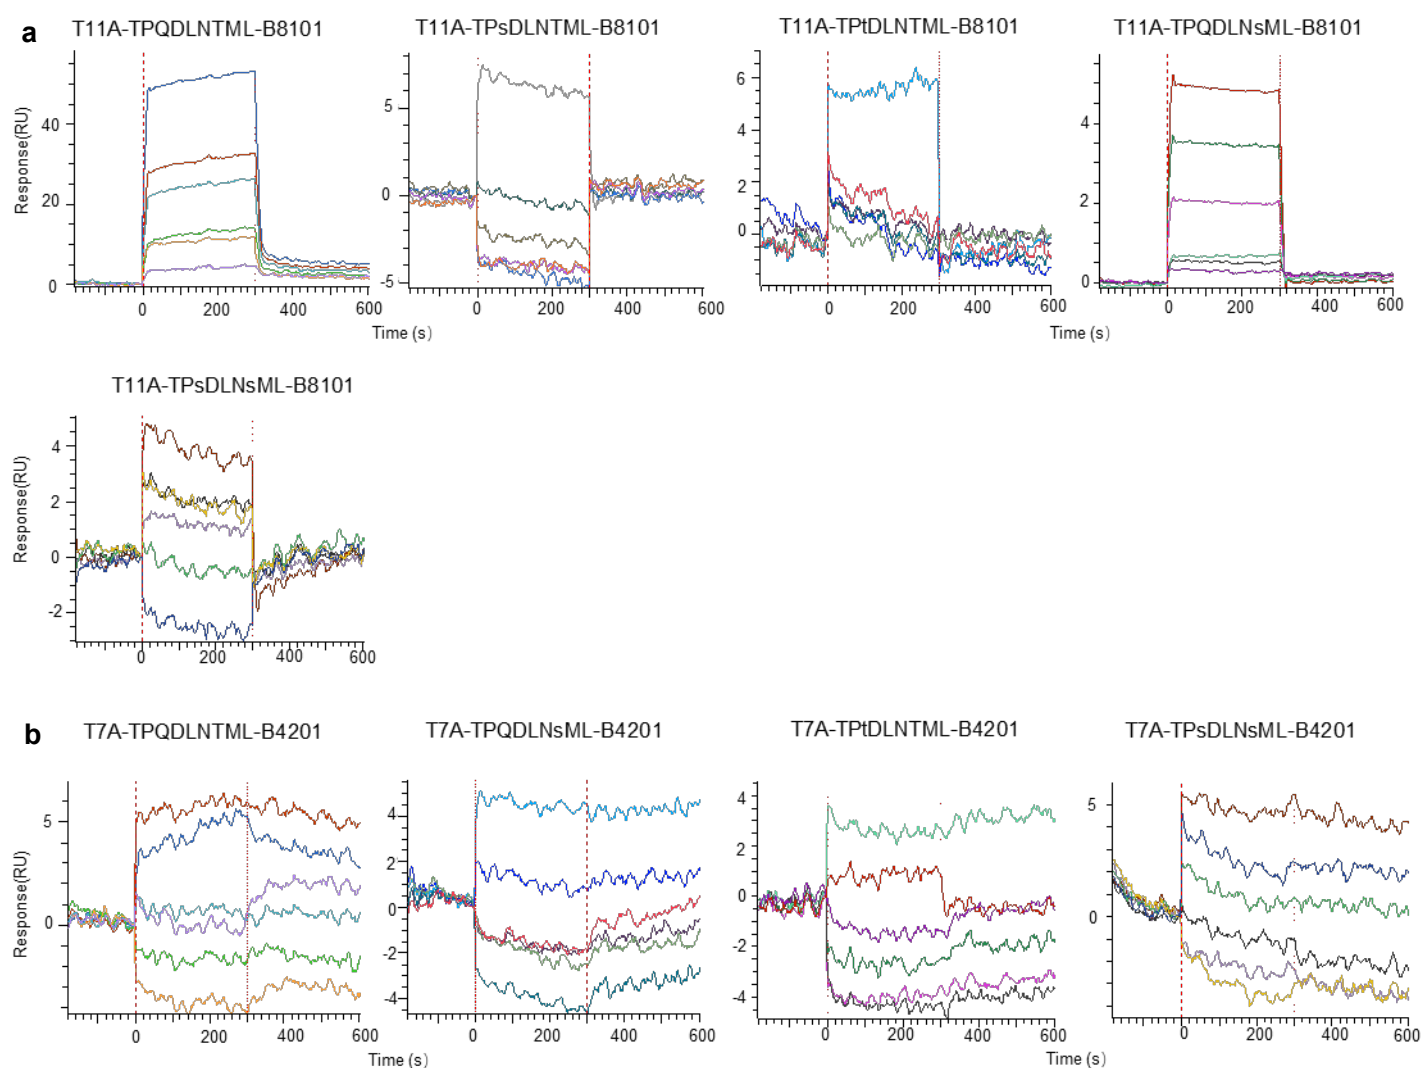 a
T11A-TPQDLNTML-B8101
T11A-TPsDLNTML-B8101
T11A-TPtDLNTML-B8101
T11A-TPQDLNsML-B8101
Response(RU)
40
20
0
0 200 400 600
5
0
-5
0 200 400 600
6
4
2
0
0 200 400 600
4
2
0
0 200 400 600
Time (s)
Time (s)
T11A-TPsDLNsML-B8101
Response(RU)
4
2
0
-2
0 200 400 600
b
T7A-TPQDLNTML-B4201
T7A-TPQDLNsML-B4201
T7A-TPtDLNTML-B4201
T7A-TPsDLNsML-B4201
Response(RU)
5
0
0 200 400 600
4
2
0
-2
-4
0 200 400 600
4
2
0
-2
-4
0 200 400 600
5
0
0 200 400 600
Time (s)
Time (s)